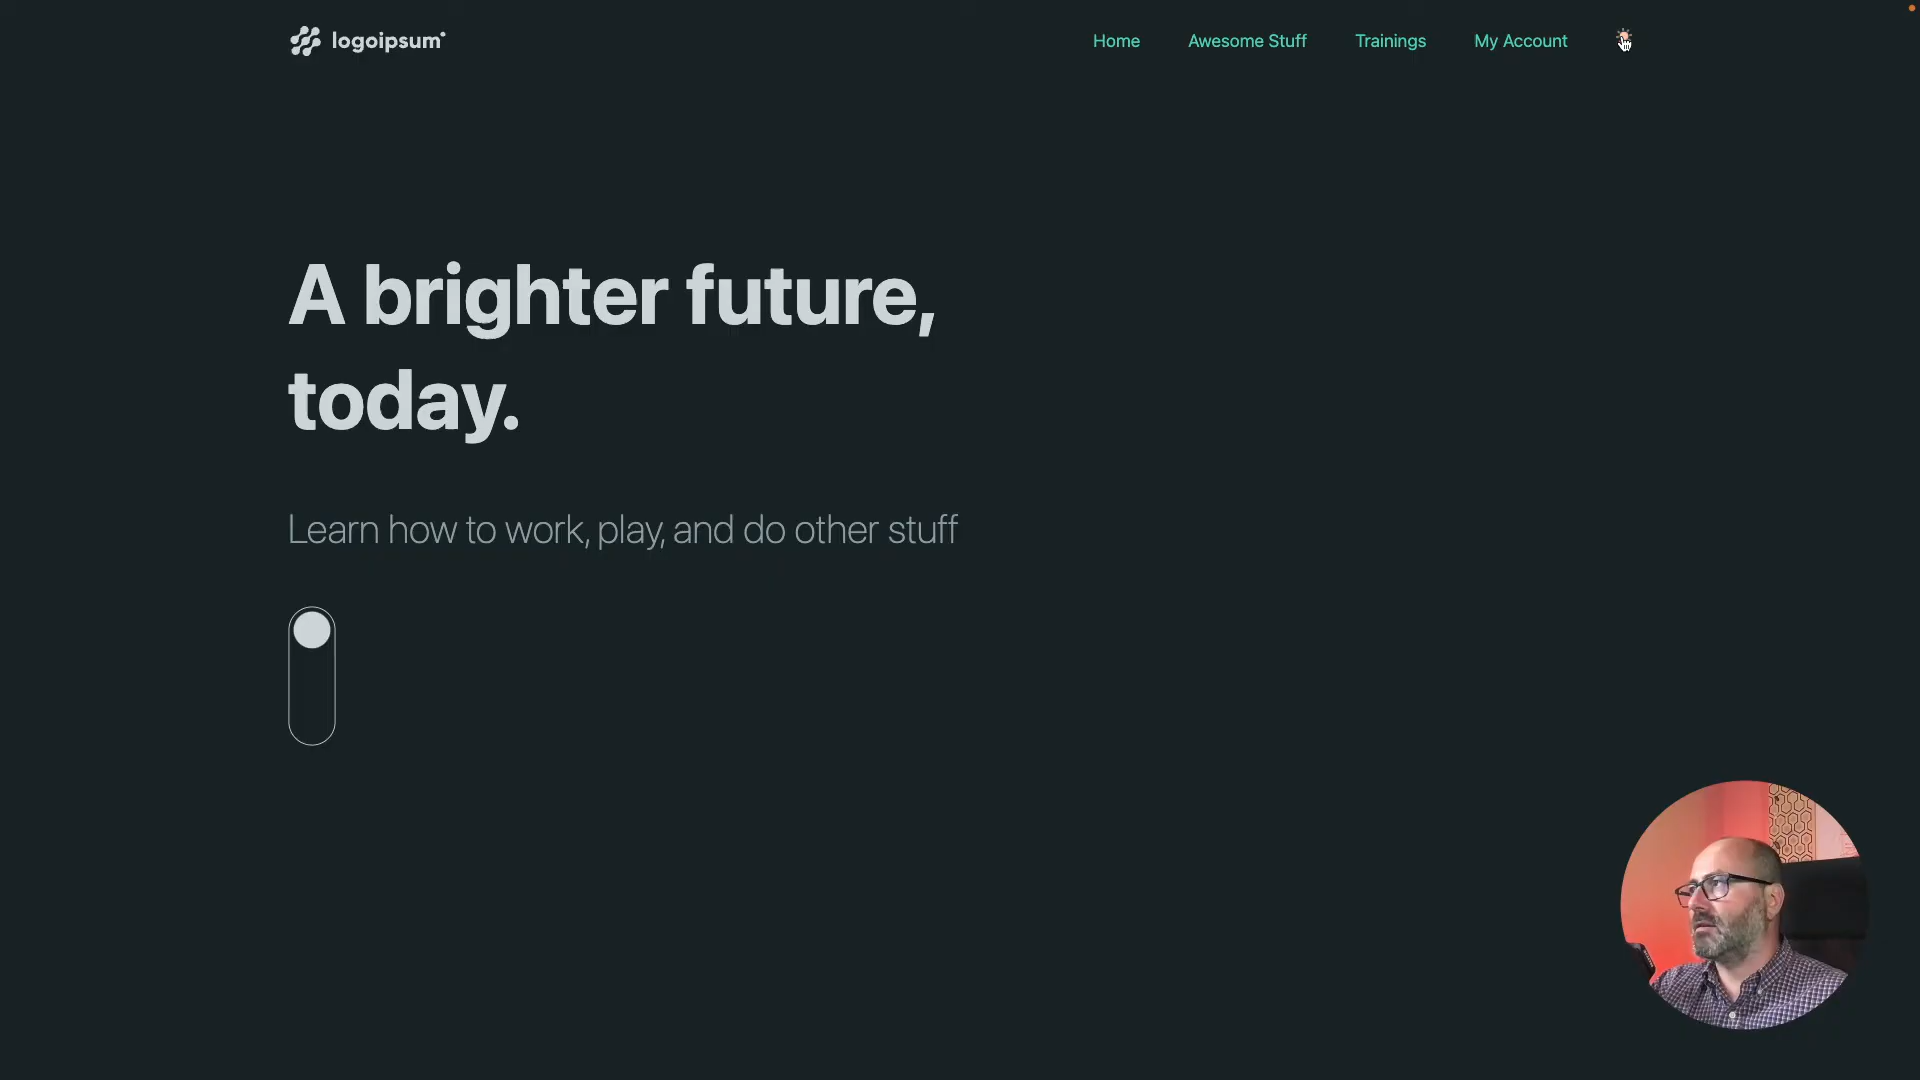 logoipsum
Home
Awesome Stuff
Trainings
My Account
A brighter future,
today.
Learn how to work, play, and do other stuff